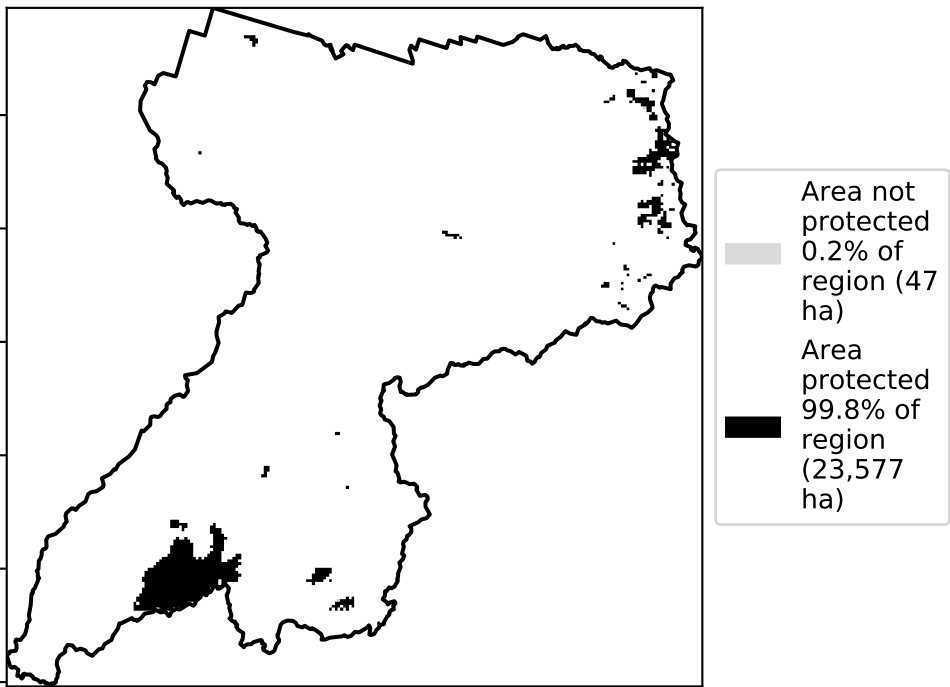 Area not
protected
0.2% of
region (47
ha)
Area
protected
99.8% of
region
(23,577
ha)